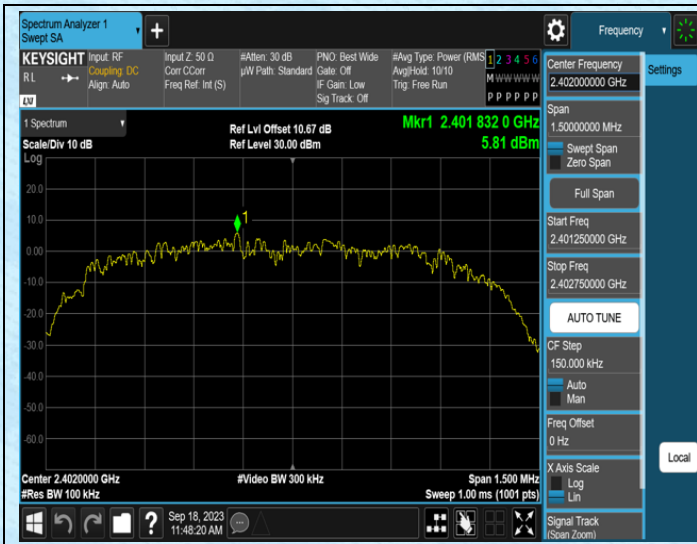 Spectrum Analyzer 1
Swept SA
+
Frequency
KEYSIGHT
RL
LXI
Input: RF
Coupling: DC
Align: Auto
Input Z: 50 Ω
Corr CCorr
Freq Ref: Int (S)
#Atten: 30 dB
µW Path: Standard
PNO: Best Wide
Gate: Off
IF Gain: Low
Sig Track: Off
#Avg Type: Power (RMS
Avg|Hold: 10/10
Trig: Free Run
1 2 3 4 5 6
M W W W W W
P P P P P P
1 Spectrum
Scale/Div 10 dB
Ref Lvl Offset 10.67 dB
Ref Level 30.00 dBm
Mkr1 2.401 832 0 GHz
5.81 dBm
Log
20.0
10.0
0.00
-10.0
-20.0
-30.0
-40.0
-50.0
-60.0
1
Center 2.4020000 GHz
#Res BW 100 kHz
#Video BW 300 kHz
Span 1.500 MHz
Sweep 1.00 ms (1001 pts)
?
Sep 18, 2023
11:48:20 AM
Center Frequency
2.402000000 GHz
Span
1.50000000 MHz
Swept Span
Zero Span
Full Span
Start Freq
2.401250000 GHz
Stop Freq
2.402750000 GHz
AUTO TUNE
CF Step
150.000 kHz
Auto
Man
Freq Offset
0 Hz
X Axis Scale
Log
Lin
Signal Track
(Span Zoom)
Settings
Local